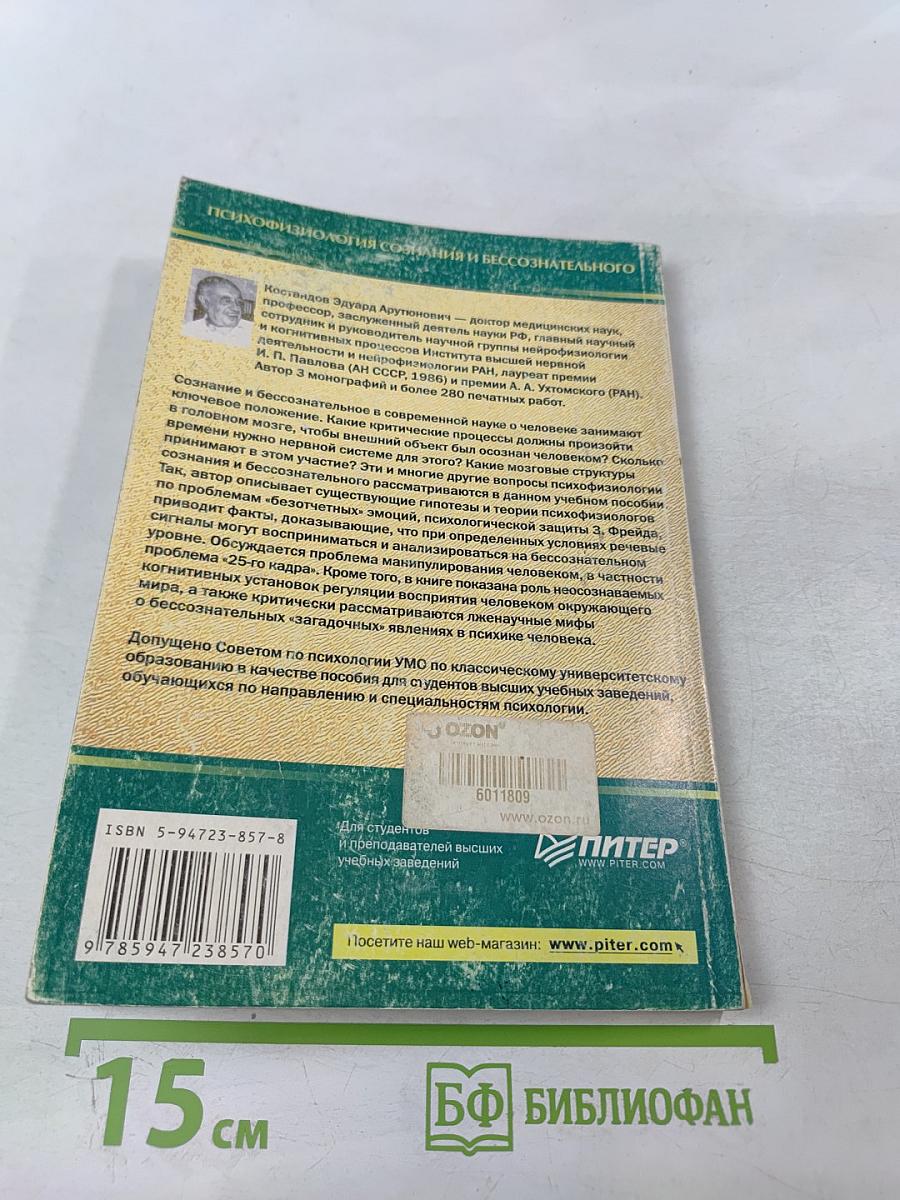 ПСИХОФИЗИОЛОГИЯ СОЗНАНИЯ И БЕССОЗНАТЕЛЬНОГО
Костандов Эдуард Арутюнович — доктор медицинских наук,
профессор, заслуженный деятель науки РФ, главный научный
сотрудник и руководитель научной группы нейрофизиологии
и когнитивных процессов Института высшей нервной
деятельности и нейрофизиологии РАН, лауреат премии
И. П. Павлова (АН СССР, 1986) и премии А. А. Ухтомского (РАН).
Автор 3 монографий и более 280 печатных работ.
Сознание и бессознательное в современной науке о человеке занимают
ключевое положение. Какие критические процессы должны произойти
в головном мозге, чтобы внешний объект был осознан человеком? Сколько
времени нужно нервной системе для этого? Какие мозговые структуры
принимают в этом участие? Эти и многие другие вопросы психофизиологии
сознания и бессознательного рассматриваются в данном учебном пособии.
Так, автор описывает существующие гипотезы и теории психофизиологов
по проблемам «безотчетных» эмоций, психологической защиты З. Фрейда,
приводит факты, доказывающие, что при определенных условиях речевые
сигналы могут восприниматься и анализироваться на бессознательном
уровне. Обсуждается проблема манипулирования человеком, в частности
проблема «25-го кадра». Кроме того, в книге показана роль неосознаваемых
когнитивных установок регуляции восприятия человеком окружающего
мира, а также критически рассматриваются лженаучные мифы
о бессознательных «загадочных» явлениях в психике человека.
Допущено Советом по психологии УМО по классическому университетскому
образованию в качестве пособия для студентов высших учебных заведений,
обучающихся по направлению и специальностям психологии.
OZON
6011809
www.ozon.ru
ISBN 5-94723-857-8
9 785947 238570
Для студентов
и преподавателей высших
учебных заведений
ПИТЕР®
WWW.PITER.COM
Посетите наш web-магазин: www.piter.com
15 см
БФ БИБЛИОФАН